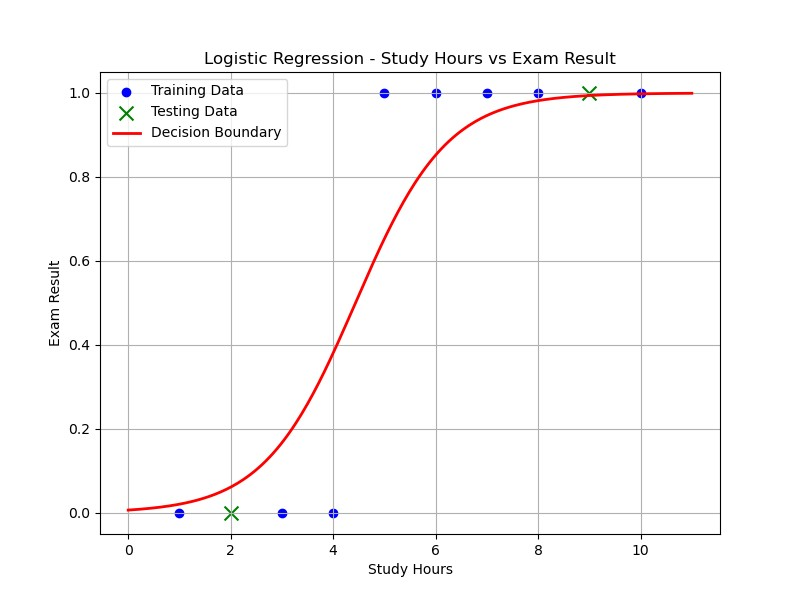 Logistic Regression - Study Hours vs Exam Result
Training Data
Testing Data
Decision Boundary
1.0
0.8
0.6
0.4
0.2
0.0
Exam Result
0 2 4 6 8 10
Study Hours